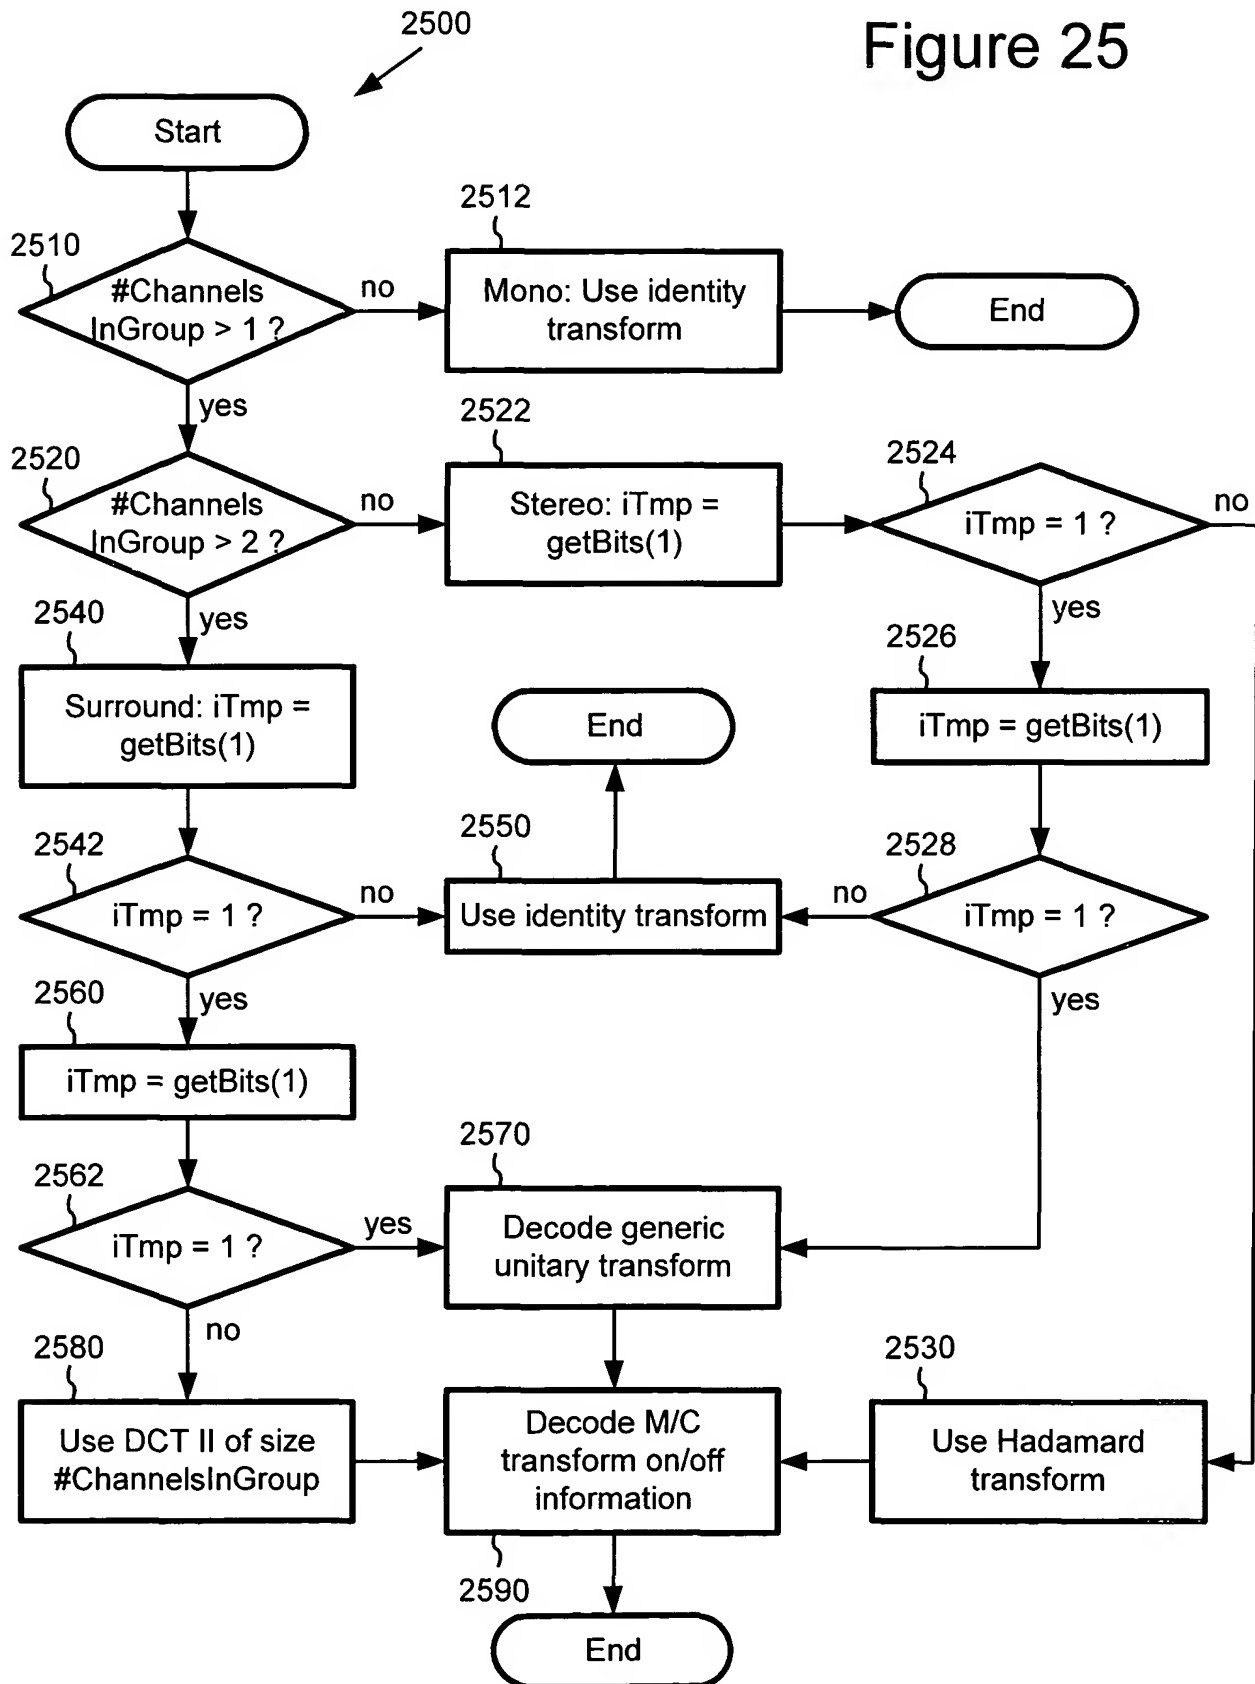 2500
Figure 25
Start
2510
#Channels
InGroup > 1 ?
no
2512
Mono: Use identity
transform
End
yes
2520
#Channels
InGroup > 2 ?
no
2522
Stereo: iTmp =
getBits(1)
2524
iTmp = 1 ?
no
yes
yes
2540
Surround: iTmp =
getBits(1)
End
2526
iTmp = getBits(1)
2542
iTmp = 1 ?
no
2550
Use identity transform
no
2528
iTmp = 1 ?
yes
yes
2560
iTmp = getBits(1)
2562
iTmp = 1 ?
yes
2570
Decode generic
unitary transform
no
2580
Use DCT II of size
#ChannelsInGroup
Decode M/C
transform on/off
information
2590
2530
Use Hadamard
transform
End